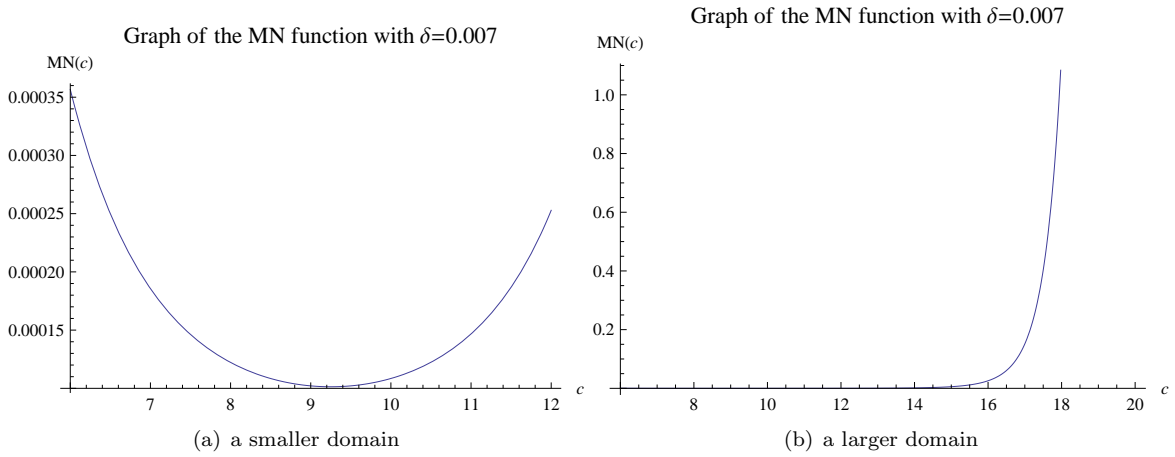 Graph of the MN function with δ=0.007
MN(c)
0.00035
0.00030
0.00025
0.00020
0.00015
7 8 9 10 11 12 c
(a) a smaller domain
Graph of the MN function with δ=0.007
MN(c)
1.0
0.8
0.6
0.4
0.2
8 10 12 14 16 18 20 c
(b) a larger domain